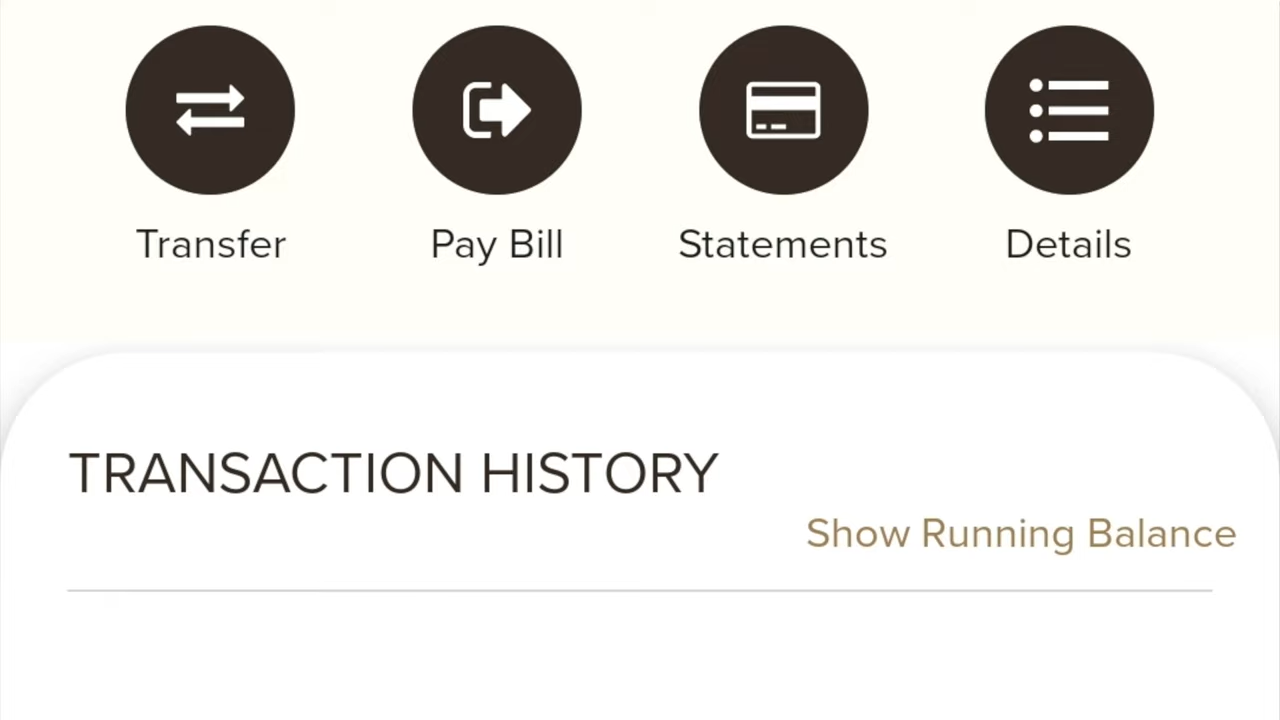 Transfer Pay Bill Statements Details
TRANSACTION HISTORY
Show Running Balance